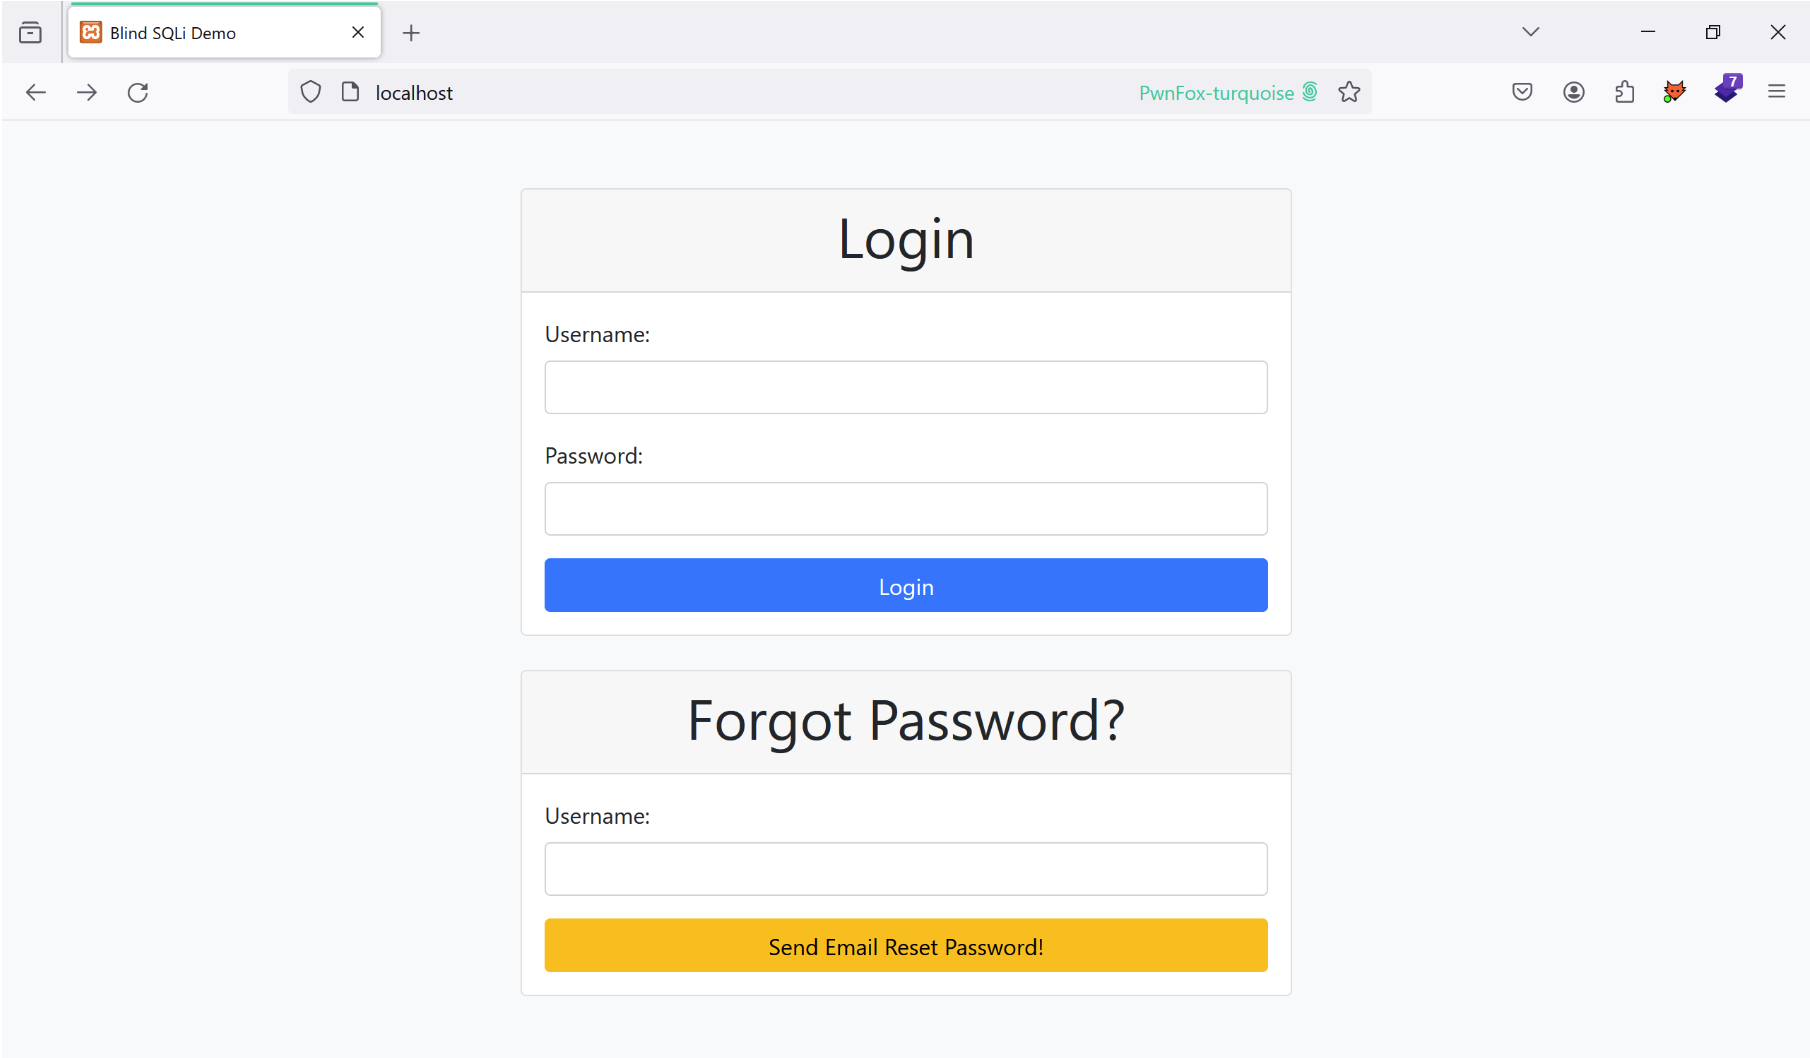 Blind SQLi Demo
localhost
PwnFox-turquoise
7
Login
Username:
Password:
Login
Forgot Password?
Username:
Send Email Reset Password!